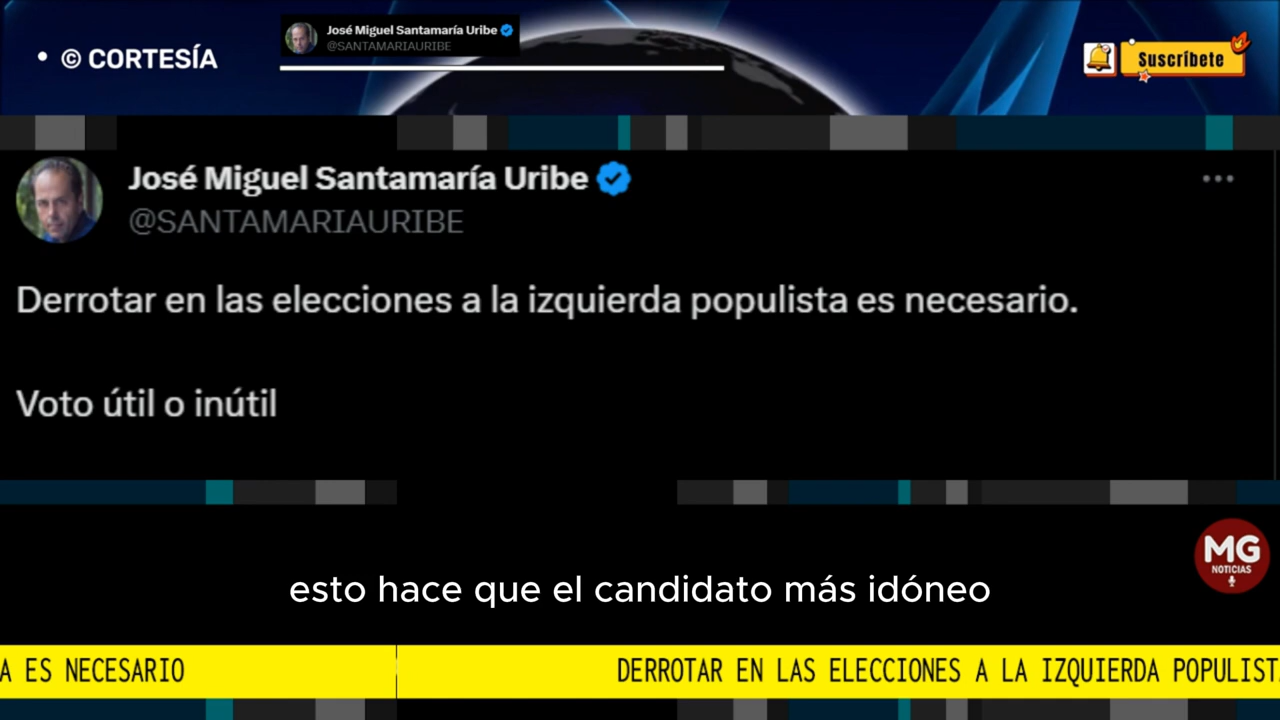 • © CORTESÍA
José Miguel Santamaría Uribe
@SANTAMARIAURIBE
Suscríbete
José Miguel Santamaría Uribe
@SANTAMARIAURIBE
Derrotar en las elecciones a la izquierda populista es necesario.
Voto útil o inútil
MG
NOTICIAS
esto hace que el candidato más idóneo
A ES NECESARIO DERROTAR EN LAS ELECCIONES A LA IZQUIERDA POPULIST